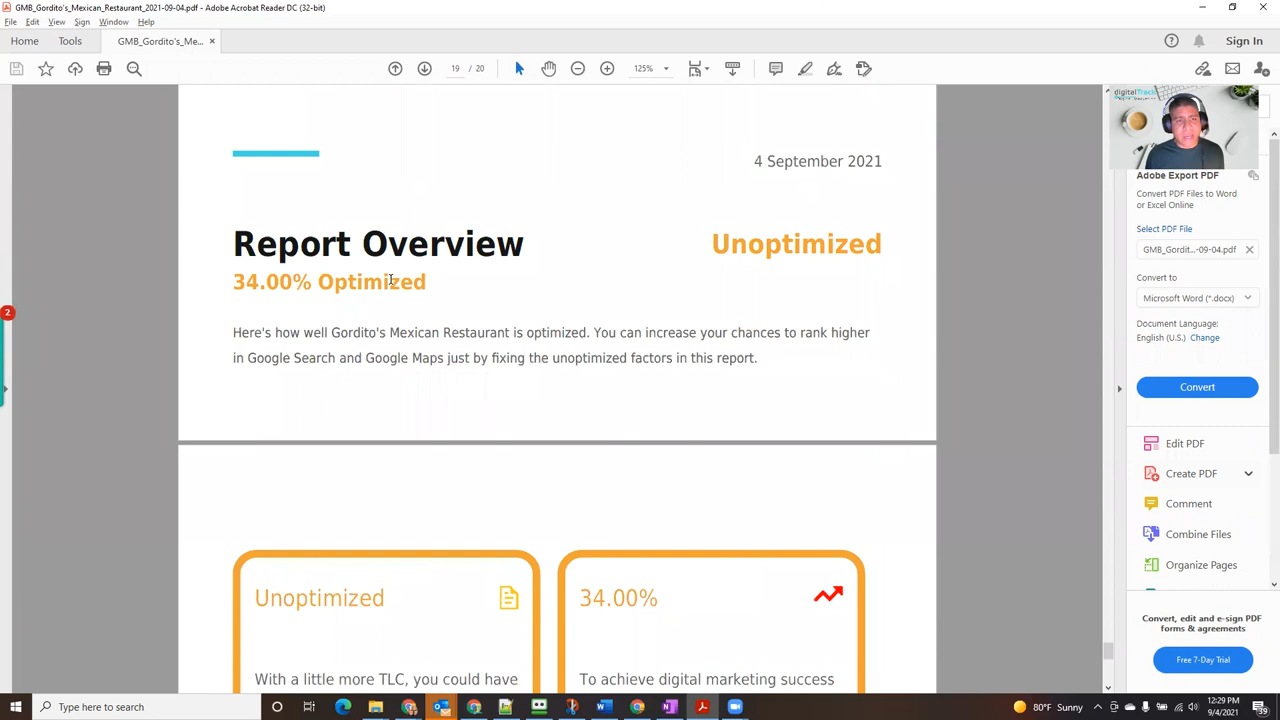 GMB_Gordito's_Mexican_Restaurant_2021-09-04.pdf - Adobe Acrobat Reader DC (32-bit)
File Edit View Sign Window Help
Home Tools GMB_Gordito's_Me... × Sign In
19 / 20 125%
digitalTrack
4 September 2021
Report Overview
Unoptimized
34.00% Optimized
Here's how well Gordito's Mexican Restaurant is optimized. You can increase your chances to rank higher
in Google Search and Google Maps just by fixing the unoptimized factors in this report.
Unoptimized
34.00%
With a little more TLC, you could have
To achieve digital marketing success
2
Adobe Export PDF
Convert PDF Files to Word
or Excel Online
Select PDF File
GMB_Gordit...-09-04.pdf
Convert to
Microsoft Word (*.docx)
Document Language:
English (U.S.) Change
Convert
Edit PDF
Create PDF
Comment
Combine Files
Organize Pages
Convert, edit and e-sign PDF
forms & agreements
Free 7-Day Trial
Type here to search
80°F Sunny
12:29 PM
9/4/2021
39